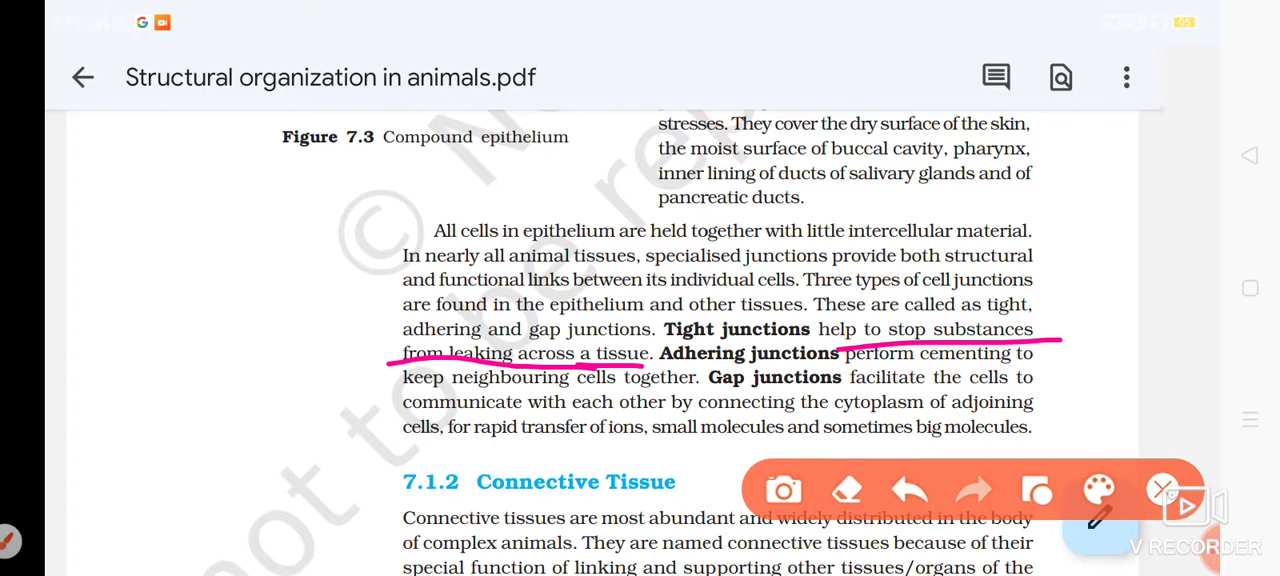 95
Structural organization in animals.pdf
stresses. They cover the dry surface of the skin,
Figure 7.3 Compound epithelium
the moist surface of buccal cavity, pharynx,
inner lining of ducts of salivary glands and of
pancreatic ducts.
All cells in epithelium are held together with little intercellular material.
In nearly all animal tissues, specialised junctions provide both structural
and functional links between its individual cells. Three types of cell junctions
are found in the epithelium and other tissues. These are called as tight,
adhering and gap junctions. Tight junctions help to stop substances
from leaking across a tissue. Adhering junctions perform cementing to
keep neighbouring cells together. Gap junctions facilitate the cells to
communicate with each other by connecting the cytoplasm of adjoining
cells, for rapid transfer of ions, small molecules and sometimes big molecules.
7.1.2 Connective Tissue
Connective tissues are most abundant and widely distributed in the body
of complex animals. They are named connective tissues because of their
special function of linking and supporting other tissues/organs of the
V RECORDER
© No
to be rep
not